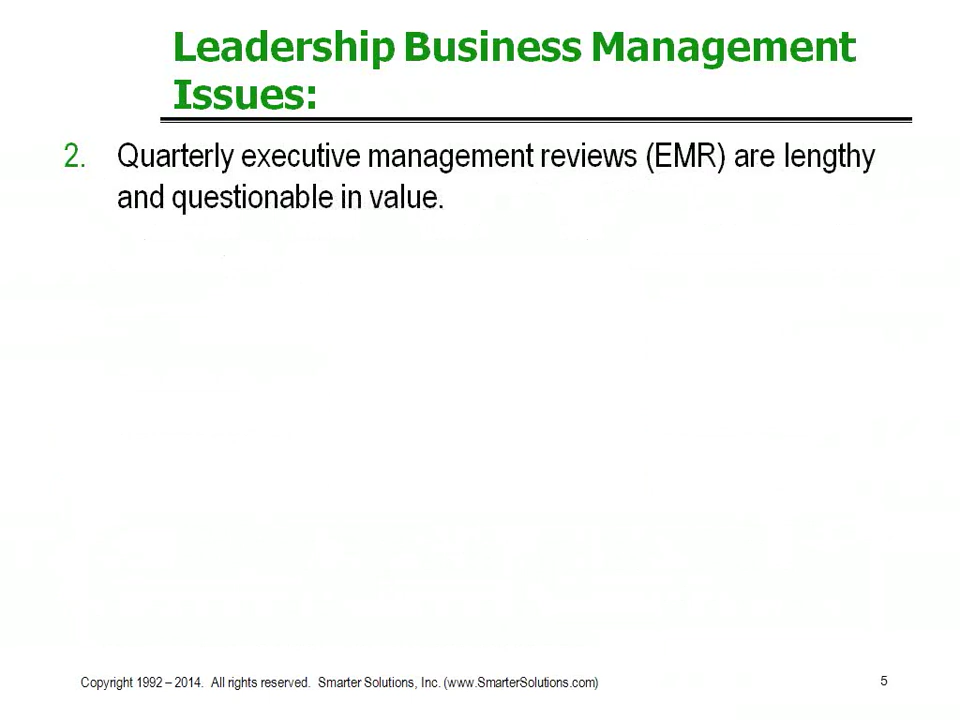 Leadership Business Management
Issues:
2. Quarterly executive management reviews (EMR) are lengthy
and questionable in value.
Copyright 1992 – 2014. All rights reserved. Smarter Solutions, Inc. (www.SmarterSolutions.com)
5